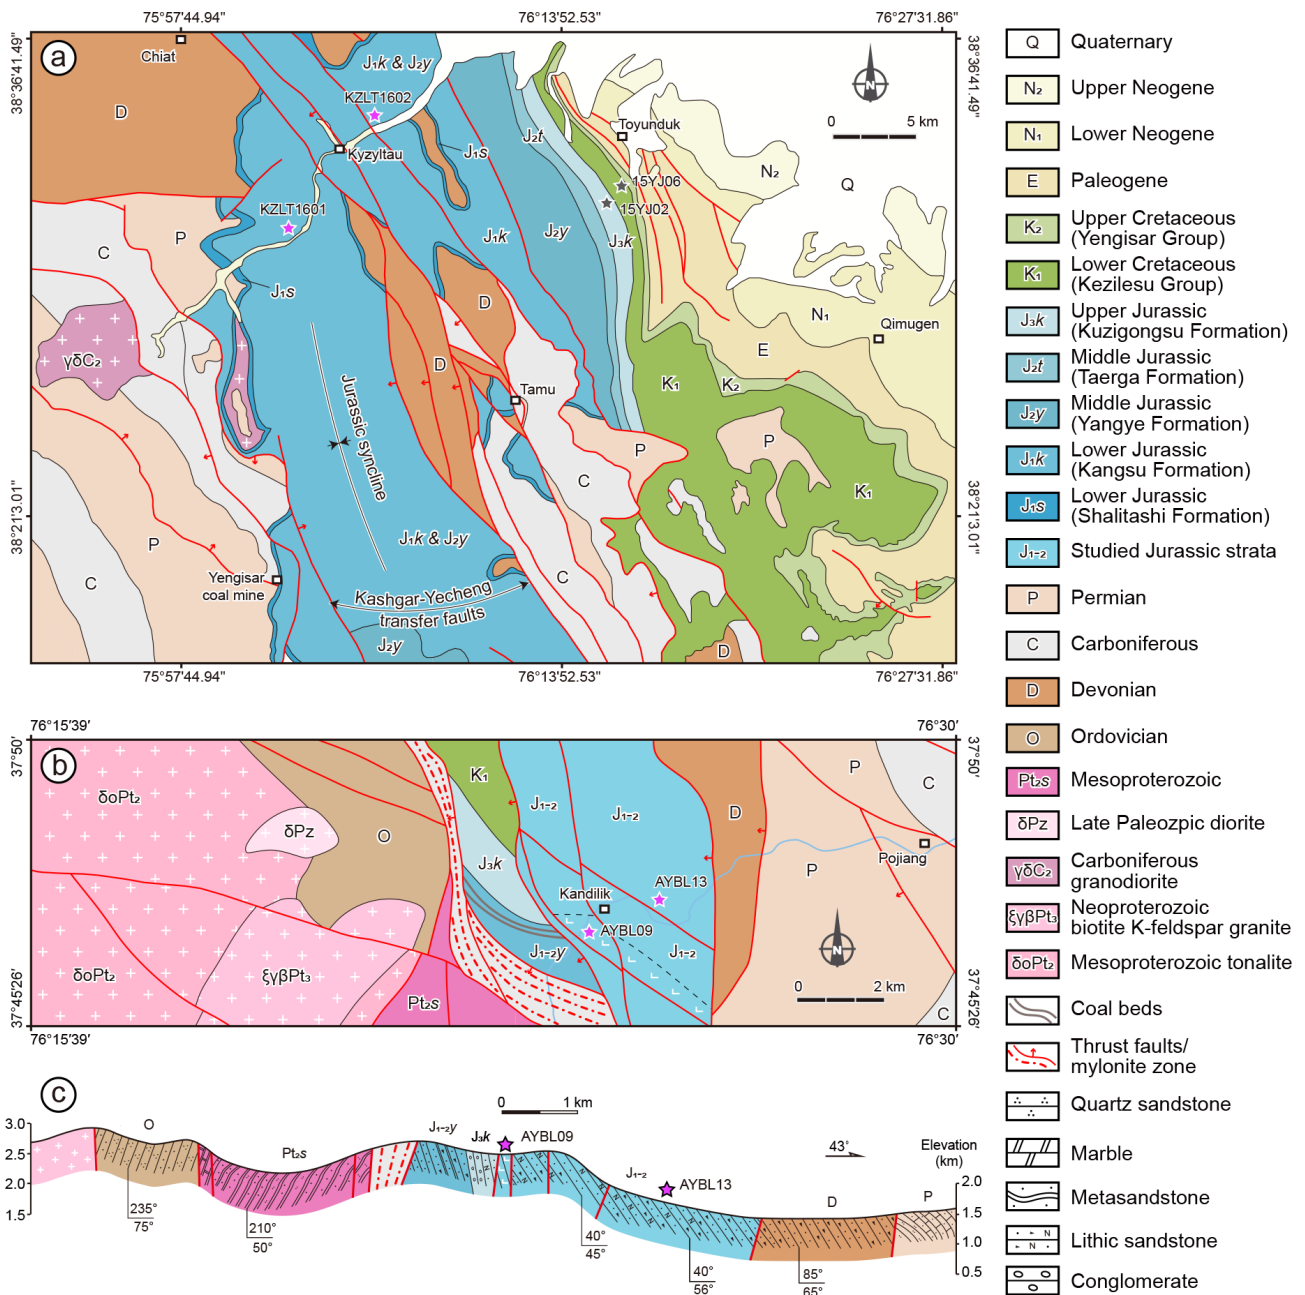 75°57'44.94"
76°13'52.53"
76°27'31.86"
a
38°36'41.49"
38°36'41.49"
Chiat
J₁k & J₂y
D
KZLT1602
N
0
5 km
Toyunduk
J₂t
Kyzyltau
J₁s
N₂
15YJ06
Q
KZLT1601
15YJ02
P
J₁k
J₂y
J₃k
C
J₁s
D
N₁
Qimugen
γδC₂
E
D
K₁
K₂
Tamu
Jurassic syncline
P
P
C
K₁
38°21'3.01"
38°21'3.01"
P
J₁k & J₂y
C
Yengisar
coal mine
C
Kashgar-Yecheng
transfer faults
J₂y
D
75°57'44.94"
76°13'52.53"
76°27'31.86"
76°15'39'
76°30'
b
37°50'
37°50'
K₁
P
C
δoPt₂
J₁₋₂
J₁₋₂
D
δPz
O
Pojiang
J₃k
P
AYBL13
Kandilik
AYBL09
N
J₁₋₂y
J₁₋₂
δoPt₂
ξγβPt₃
Pt₂s
0
2 km
C
37°45'26'
37°45'26'
76°15'39'
76°30'
c
0
1 km
3.0
2.5
2.0
1.5
O
Pt₂s
J₁₋₂y
J₃k
AYBL09
43°
Elevation
(km)
J₁₋₂
AYBL13
D
P
2.0
1.5
1.0
0.5
235°
75°
210°
50°
40°
45°
40°
56°
85°
65°
Q Quaternary
N₂ Upper Neogene
N₁ Lower Neogene
E Paleogene
K₂ Upper Cretaceous
(Yengisar Group)
K₁ Lower Cretaceous
(Kezilesu Group)
J₃k Upper Jurassic
(Kuzigongsu Formation)
J₂t Middle Jurassic
(Taerga Formation)
J₂y Middle Jurassic
(Yangye Formation)
J₁k Lower Jurassic
(Kangsu Formation)
J₁s Lower Jurassic
(Shalitashi Formation)
J₁₋₂ Studied Jurassic strata
P Permian
C Carboniferous
D Devonian
O Ordovician
Pt₂s Mesoproterozoic
δPz Late Paleozpic diorite
γδC₂ Carboniferous
granodiorite
ξγβPt₃ Neoproterozoic
biotite K-feldspar granite
δoPt₂ Mesoproterozoic tonalite
Coal beds
Thrust faults/
mylonite zone
Quartz sandstone
Marble
Metasandstone
N
N
Lithic sandstone
Conglomerate